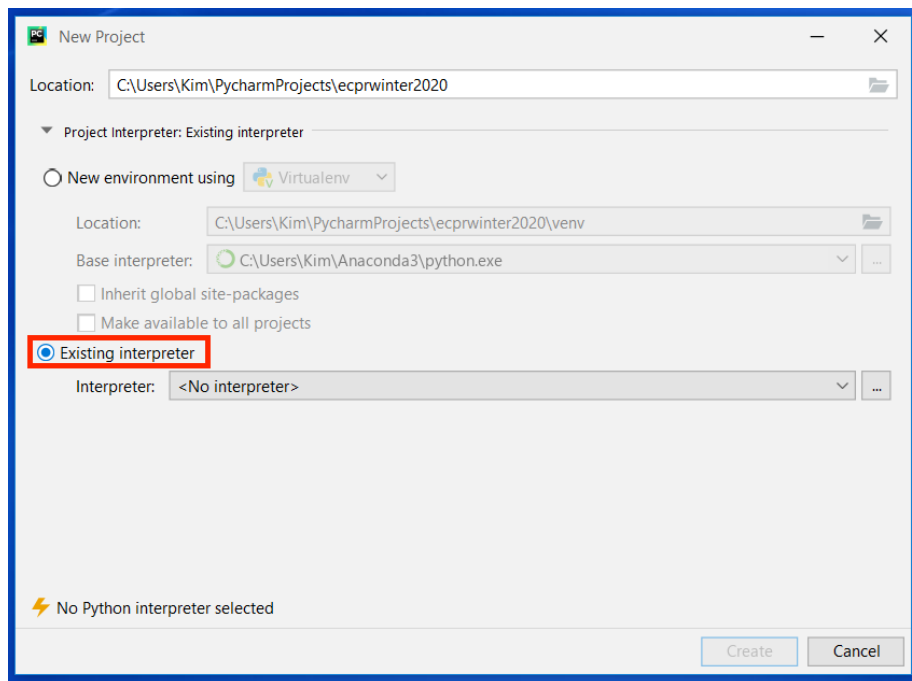 New Project
Location: C:\Users\Kim\PycharmProjects\ecprwinter2020
Project Interpreter: Existing interpreter
New environment using Virtualenv
Location: C:\Users\Kim\PycharmProjects\ecprwinter2020\venv
Base interpreter: C:\Users\Kim\Anaconda3\python.exe ...
Inherit global site-packages
Make available to all projects
Existing interpreter
Interpreter: <No interpreter> ...
No Python interpreter selected
Create Cancel